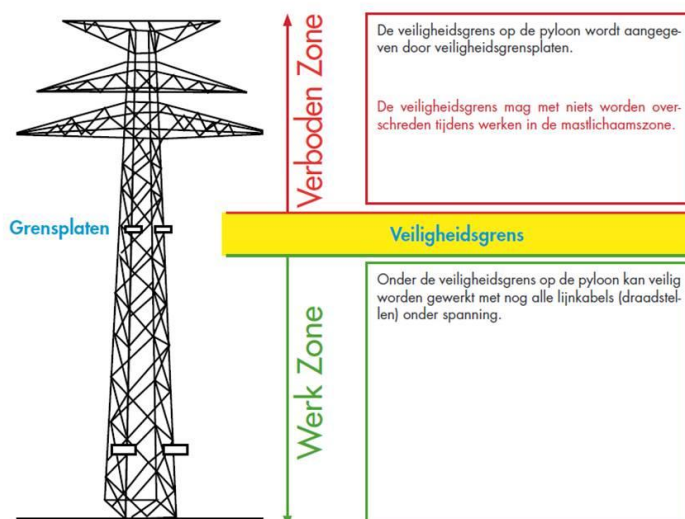 Verboden Zone
De veiligheidsgrens op de pyloon wordt aangege-
ven door veiligheidsgrensplaten.
De veiligheidsgrens mag met niets worden over-
schreden tijdens werken in de mastlichaamszone.
Grensplaten
Veiligheidsgrens
Werk Zone
Onder de veiligheidsgrens op de pyloon kan veilig
worden gewerkt met nog alle lijnkabels (draadstel-
len) onder spanning.